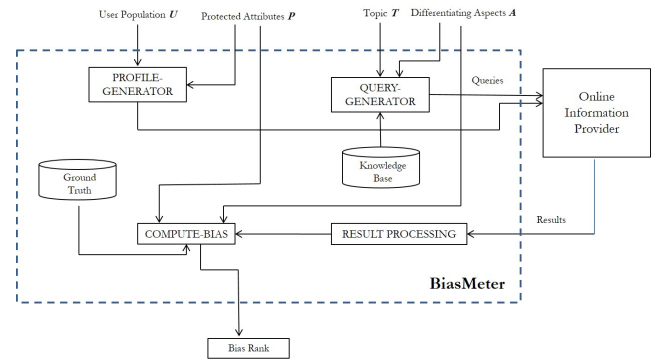 User Population U
Protected Attributes P
Topic T
Differentiating Aspects A
PROFILE-
GENERATOR
QUERY-
GENERATOR
Queries
Online
Information
Provider
Knowledge
Base
Ground
Truth
COMPUTE-BIAS
RESULT PROCESSING
Results
BiasMeter
Bias Rank